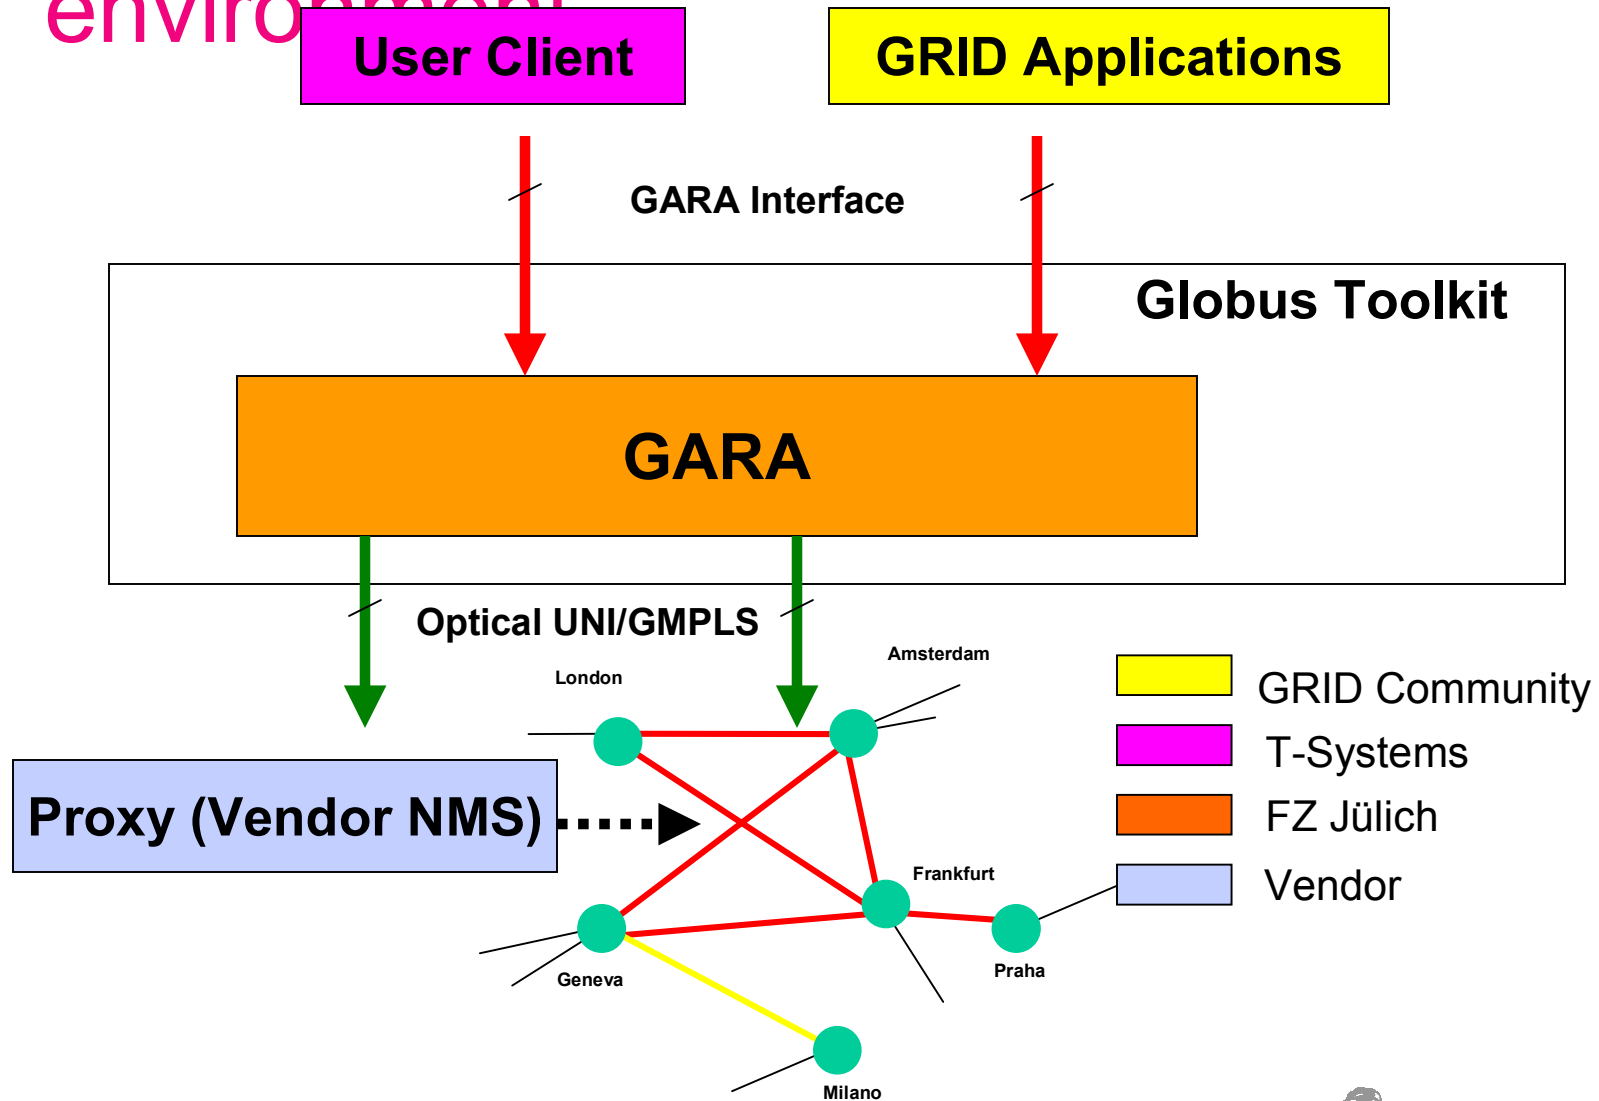 environment
User Client
GRID Applications
GARA Interface
Globus Toolkit
GARA
Optical UNI/GMPLS
Amsterdam
London
GRID Community
T-Systems
Proxy (Vendor NMS)
FZ Jülich
Frankfurt
Vendor
Praha
Geneva
Milano